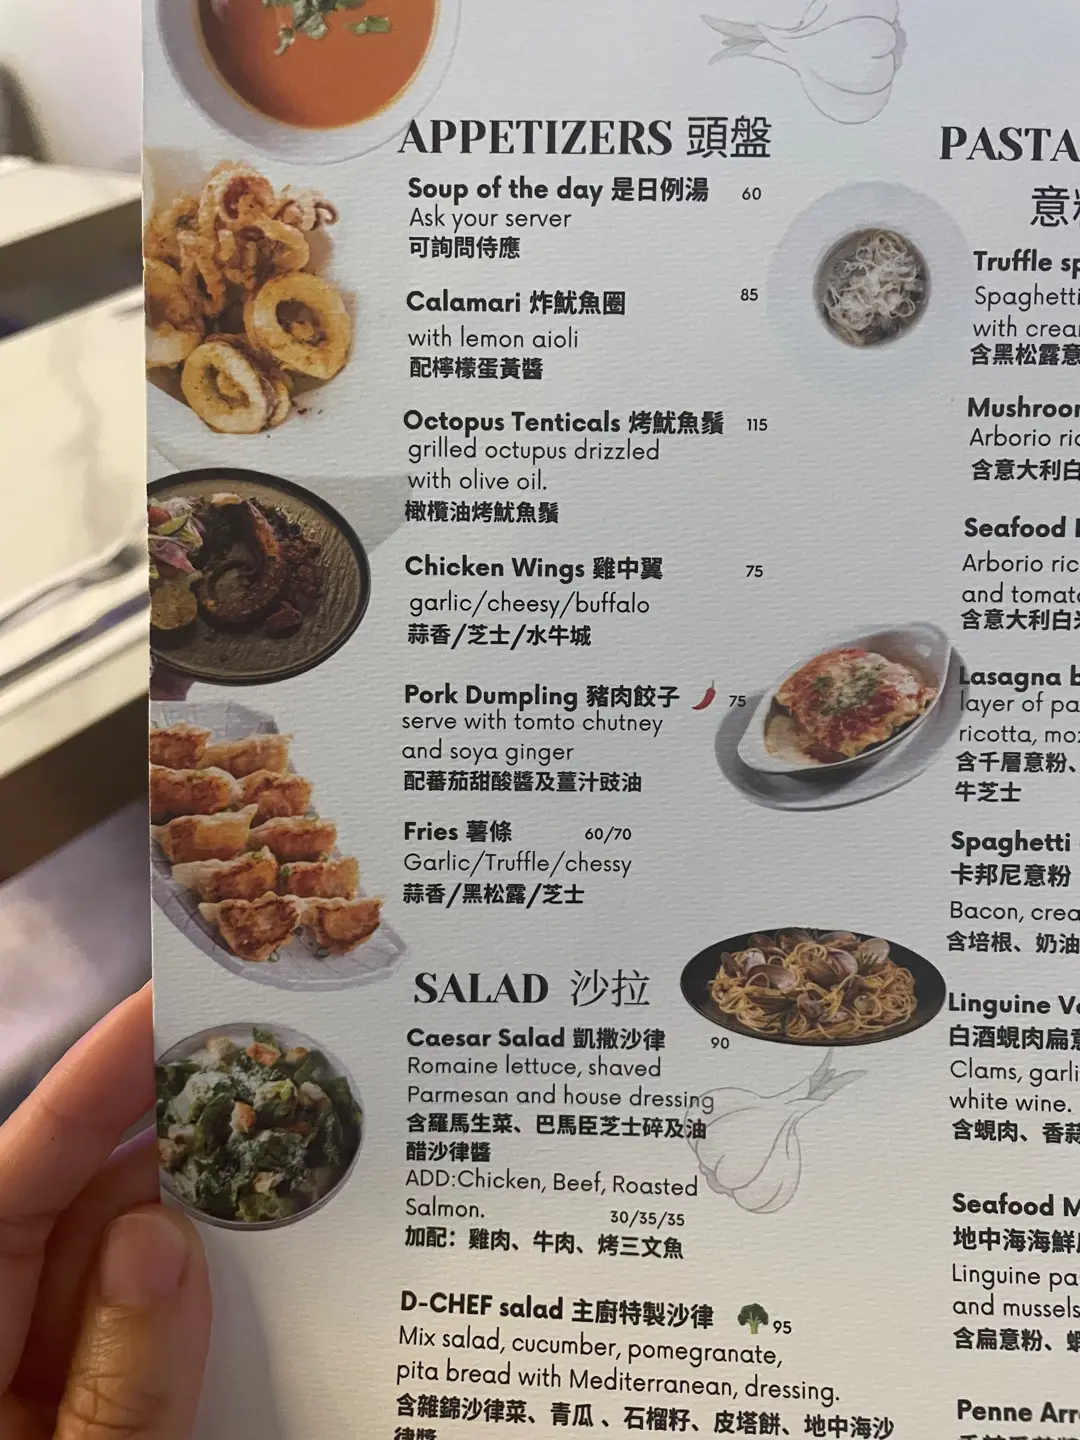 APPETIZERS 頭盤
Soup of the day 是日例湯 60
Ask your server
可詢問侍應
Calamari 炸魷魚圈 85
with lemon aioli
配檸檬蛋黃醬
Octopus Tenticals 烤魷魚鬚 115
grilled octupus drizzled
with olive oil.
橄欖油烤魷魚鬚
Chicken Wings 雞中翼 75
garlic/cheesy/buffalo
蒜香/芝士/水牛城
Pork Dumpling 豬肉餃子 75
serve with tomto chutney
and soya ginger
配蕃茄甜酸醬及薑汁豉油
Fries 薯條 60/70
Garlic/Truffle/chessy
蒜香/黑松露/芝士
SALAD 沙拉
Caesar Salad 凱撒沙律 90
Romaine lettuce, shaved
Parmesan and house dressing
含羅馬生菜、巴馬臣芝士碎及油
醋沙律醬
ADD:Chicken, Beef, Roasted
Salmon. 30/35/35
加配：雞肉、牛肉、烤三文魚
D-CHEF salad 主廚特製沙律 95
Mix salad, cucumber, pomegranate,
pita bread with Mediterranean, dressing.
含雜錦沙律菜、青瓜、石榴籽、皮塔餅、地中海沙
律醬
PASTA
意
Truffle
Spaghetti
with
含黑松露
Arborio
含意大利白
Seafood
Arborio
and
含意大利白
Lasagna
layer of
ricotta,
含千層意粉、
牛芝士
Spaghetti
卡邦尼意粉
Bacon,
含培根、奶油
Linguine
白酒蜆肉扁
Clams,
white wine.
含蜆肉、香
Seafood
地中海海鮮
Linguine
and mussels
含扁意粉、
Penne